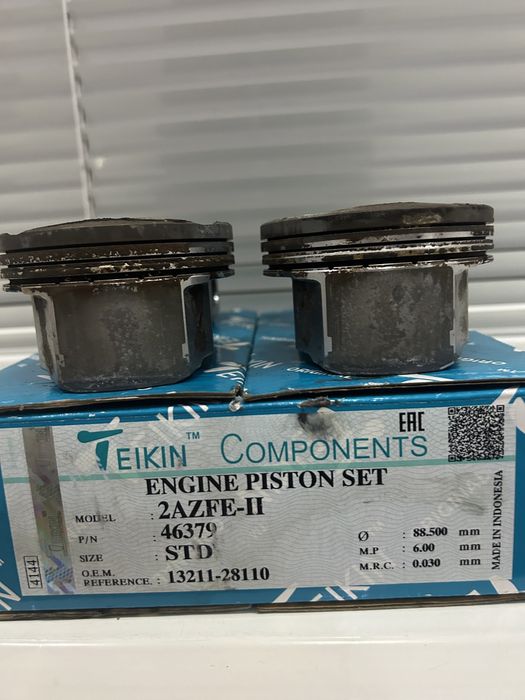 TEIKIN™ COMPONENTS
EAC
ENGINE PISTON SET
MODEL : 2AZFE-II
P/N : 46379
SIZE : STD
O.E.M. REFERENCE. : 13211-28110
Ø : 88.500 mm
M.P : 6.00 mm
M.R.C. : 0.030 mm
MADE IN INDONESIA
4144